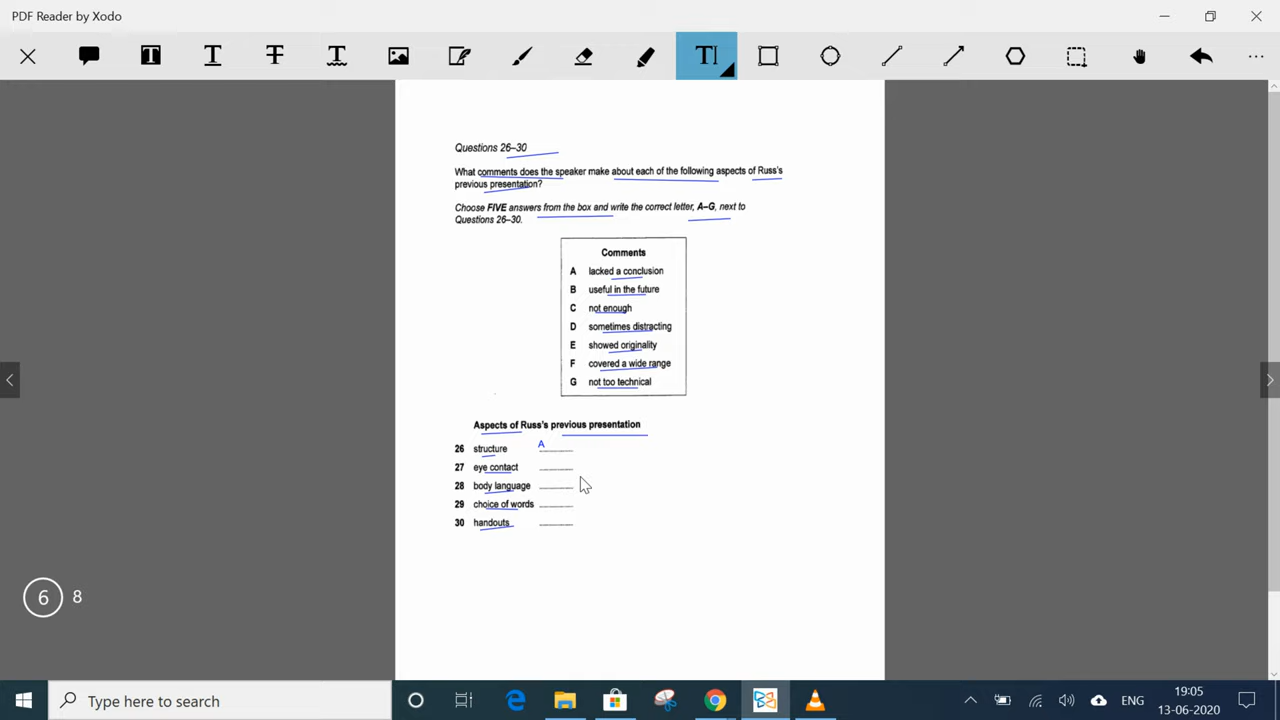 PDF Reader by Xodo
Questions 26–30
What comments does the speaker make about each of the following aspects of Russ's
previous presentation?
Choose FIVE answers from the box and write the correct letter, A–G, next to
Questions 26–30.
Comments
A lacked a conclusion
B useful in the future
C not enough
D sometimes distracting
E showed originality
F covered a wide range
G not too technical
Aspects of Russ's previous presentation
26 structure A
27 eye contact
28 body language
29 choice of words
30 handouts
6 8
Type here to search
ENG
19:05
13-06-2020